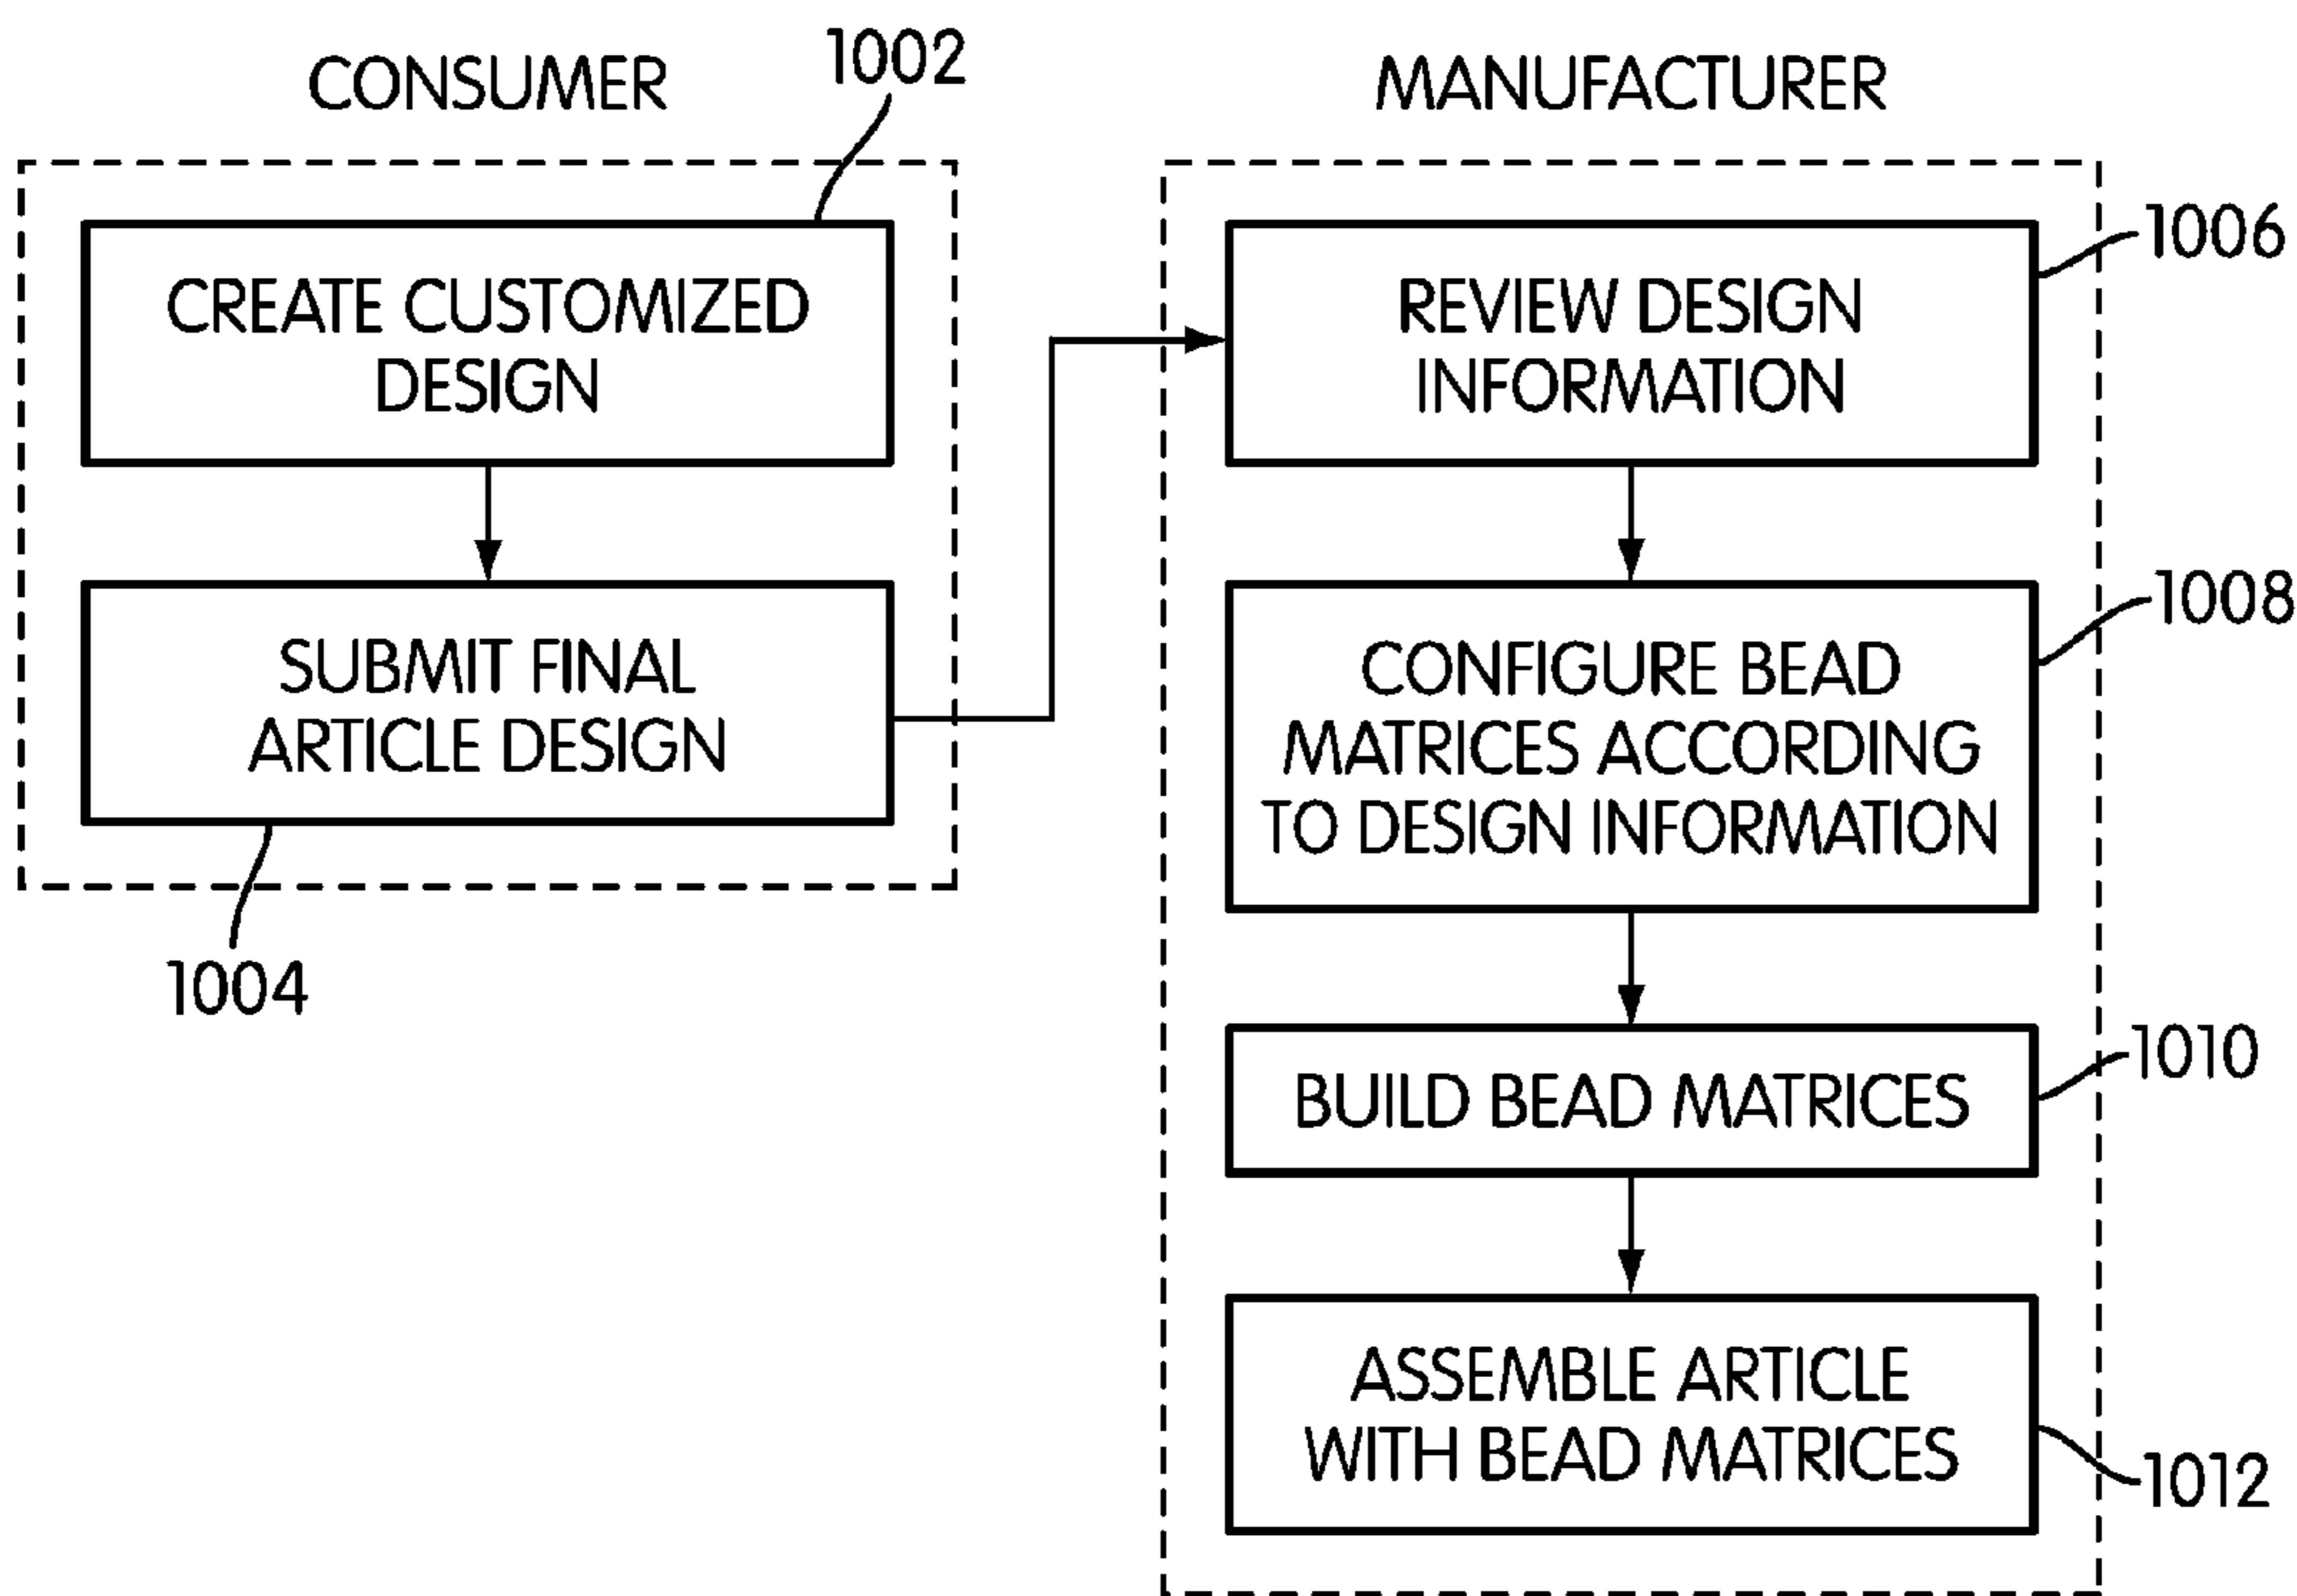 CONSUMER
1002
CREATE CUSTOMIZED
DESIGN
SUBMIT FINAL
ARTICLE DESIGN
1004
MANUFACTURER
REVIEW DESIGN
INFORMATION
1006
CONFIGURE BEAD
MATRICES ACCORDING
TO DESIGN INFORMATION
1008
BUILD BEAD MATRICES
1010
ASSEMBLE ARTICLE
WITH BEAD MATRICES
1012